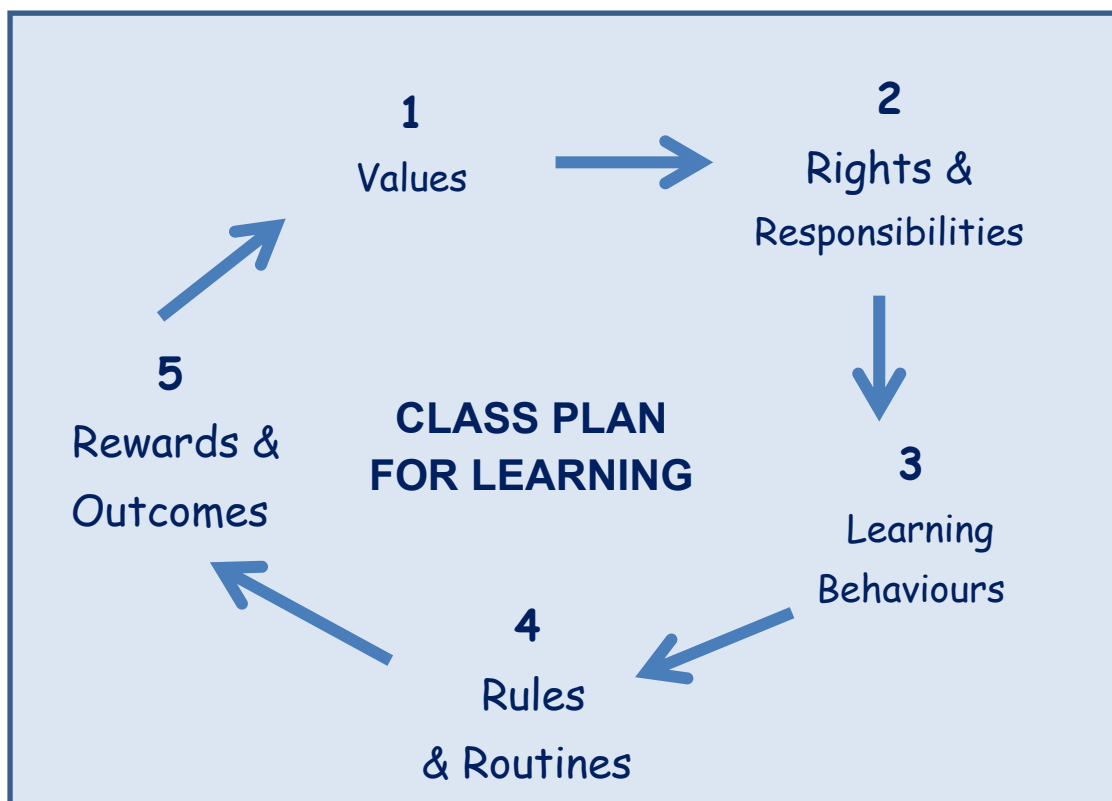 1
Values
2
Rights &
Responsibilities
3
Learning
Behaviours
4
Rules
& Routines
5
Rewards &
Outcomes
CLASS PLAN
FOR LEARNING